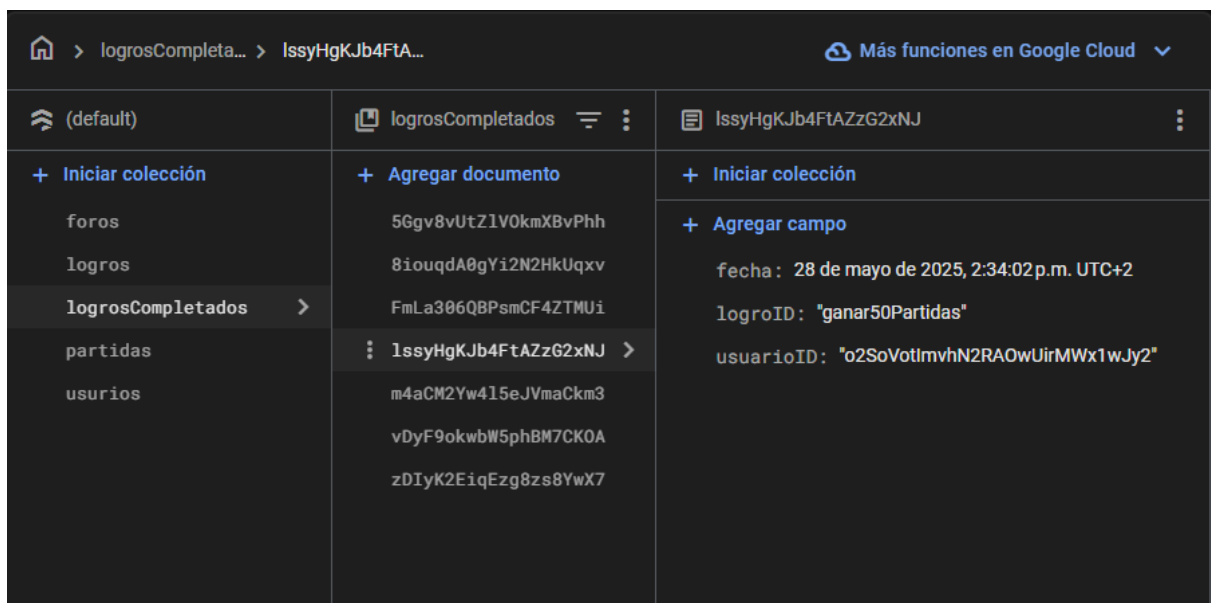 logrosCompleta... > lssyHgKJb4FtA...
Más funciones en Google Cloud
(default)
+ Iniciar colección
foros
logros
logrosCompletados
partidas
usurios
logrosCompletados
+ Agregar documento
5Ggv8vUtZlVOkmXBvPhh
8iouqdA0gYi2N2HkUqxv
FmLa306QBPsmCF4ZTMUi
lssyHgKJb4FtAZzG2xNJ
m4aCM2Yw4l5eJVmaCkm3
vDyF9okwbW5phBM7CKOA
zDIyK2EiqEzg8zs8YwX7
lssyHgKJb4FtAZzG2xNJ
+ Iniciar colección
+ Agregar campo
fecha: 28 de mayo de 2025, 2:34:02 p.m. UTC+2
logroID: "ganar50Partidas"
usuarioID: "o2SoVotImvhN2RAOwUirMWx1wJy2"